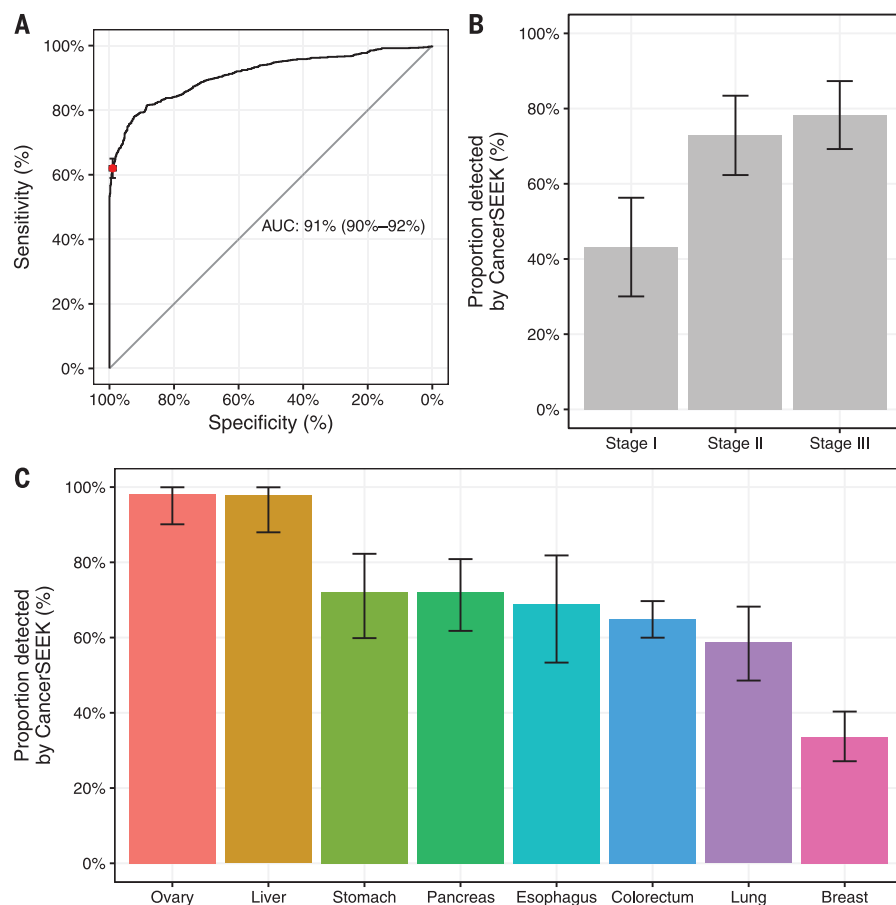 A
100%
80%
60%
40%
20%
0%
Sensitivity (%)
AUC: 91% (90%–92%)
100% 80% 60% 40% 20% 0%
Specificity (%)
B
100%
80%
60%
40%
20%
0%
Proportion detected
by CancerSEEK (%)
Stage I Stage II Stage III
C
100%
80%
60%
40%
20%
0%
Proportion detected
by CancerSEEK (%)
Ovary Liver Stomach Pancreas Esophagus Colorectum Lung Breast